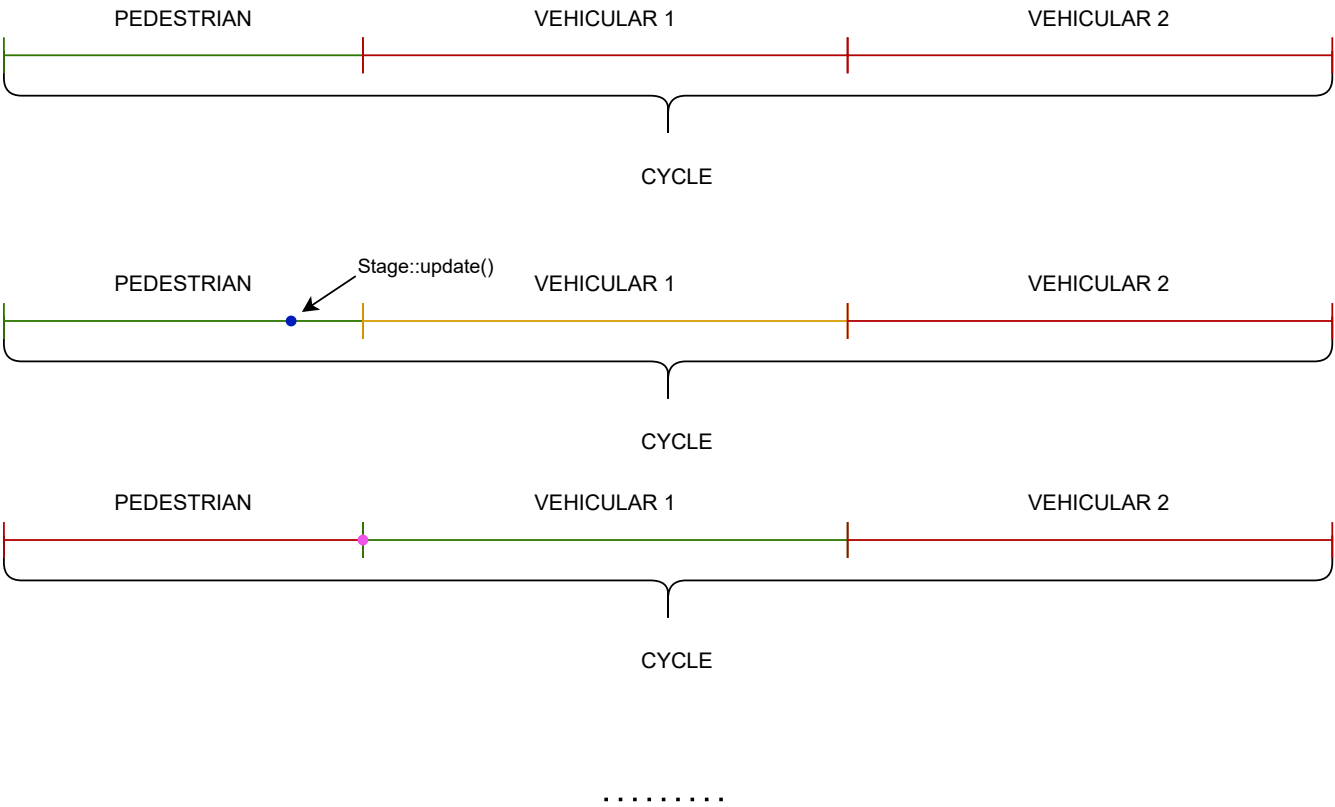 PEDESTRIAN VEHICULAR 1 VEHICULAR 2
CYCLE
Stage::update()
PEDESTRIAN VEHICULAR 1 VEHICULAR 2
CYCLE
PEDESTRIAN VEHICULAR 1 VEHICULAR 2
CYCLE
.........